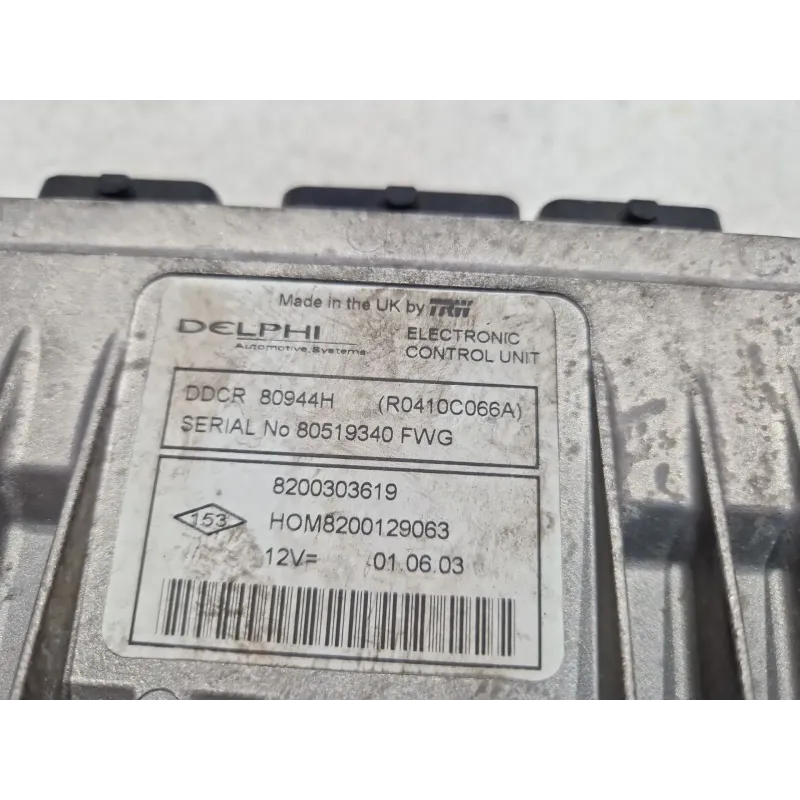 Made in the UK by TRW
DELPHI
Automotive Systems
ELECTRONIC
CONTROL UNIT
DDCR 80944H (R0410C066A)
SERIAL No 80519340 FWG
8200303619
153 HOM8200129063
12V= 01.06.03